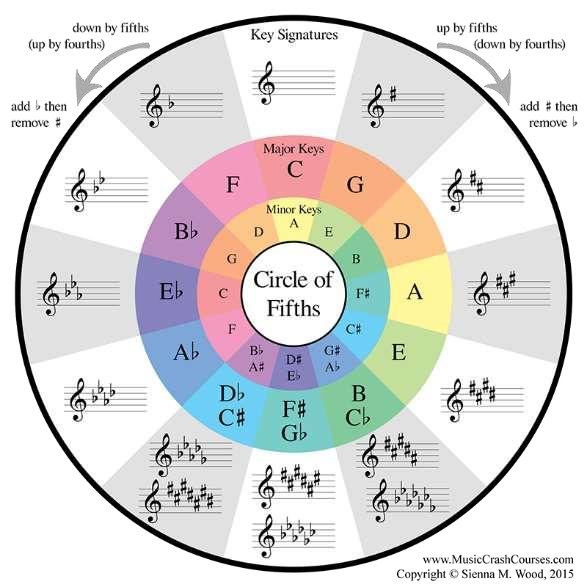 down by fifths
(up by fourths)
Key Signatures
up by fifths
(down by fourths)
add ♭ then
remove ♯
add ♯ then
remove ♭
Major Keys
C
F
G
B♭
D
E♭
A
A♭
E
D♭
C♯
F♯
G♭
B
C♭
Minor Keys
A
D
E
G
B
C
F♯
F
C♯
B♭
A♯
D♯
E♭
G♯
A♭
Circle of
Fifths
www.MusicCrashCourses.com
Copyright © Sienna M. Wood, 2015